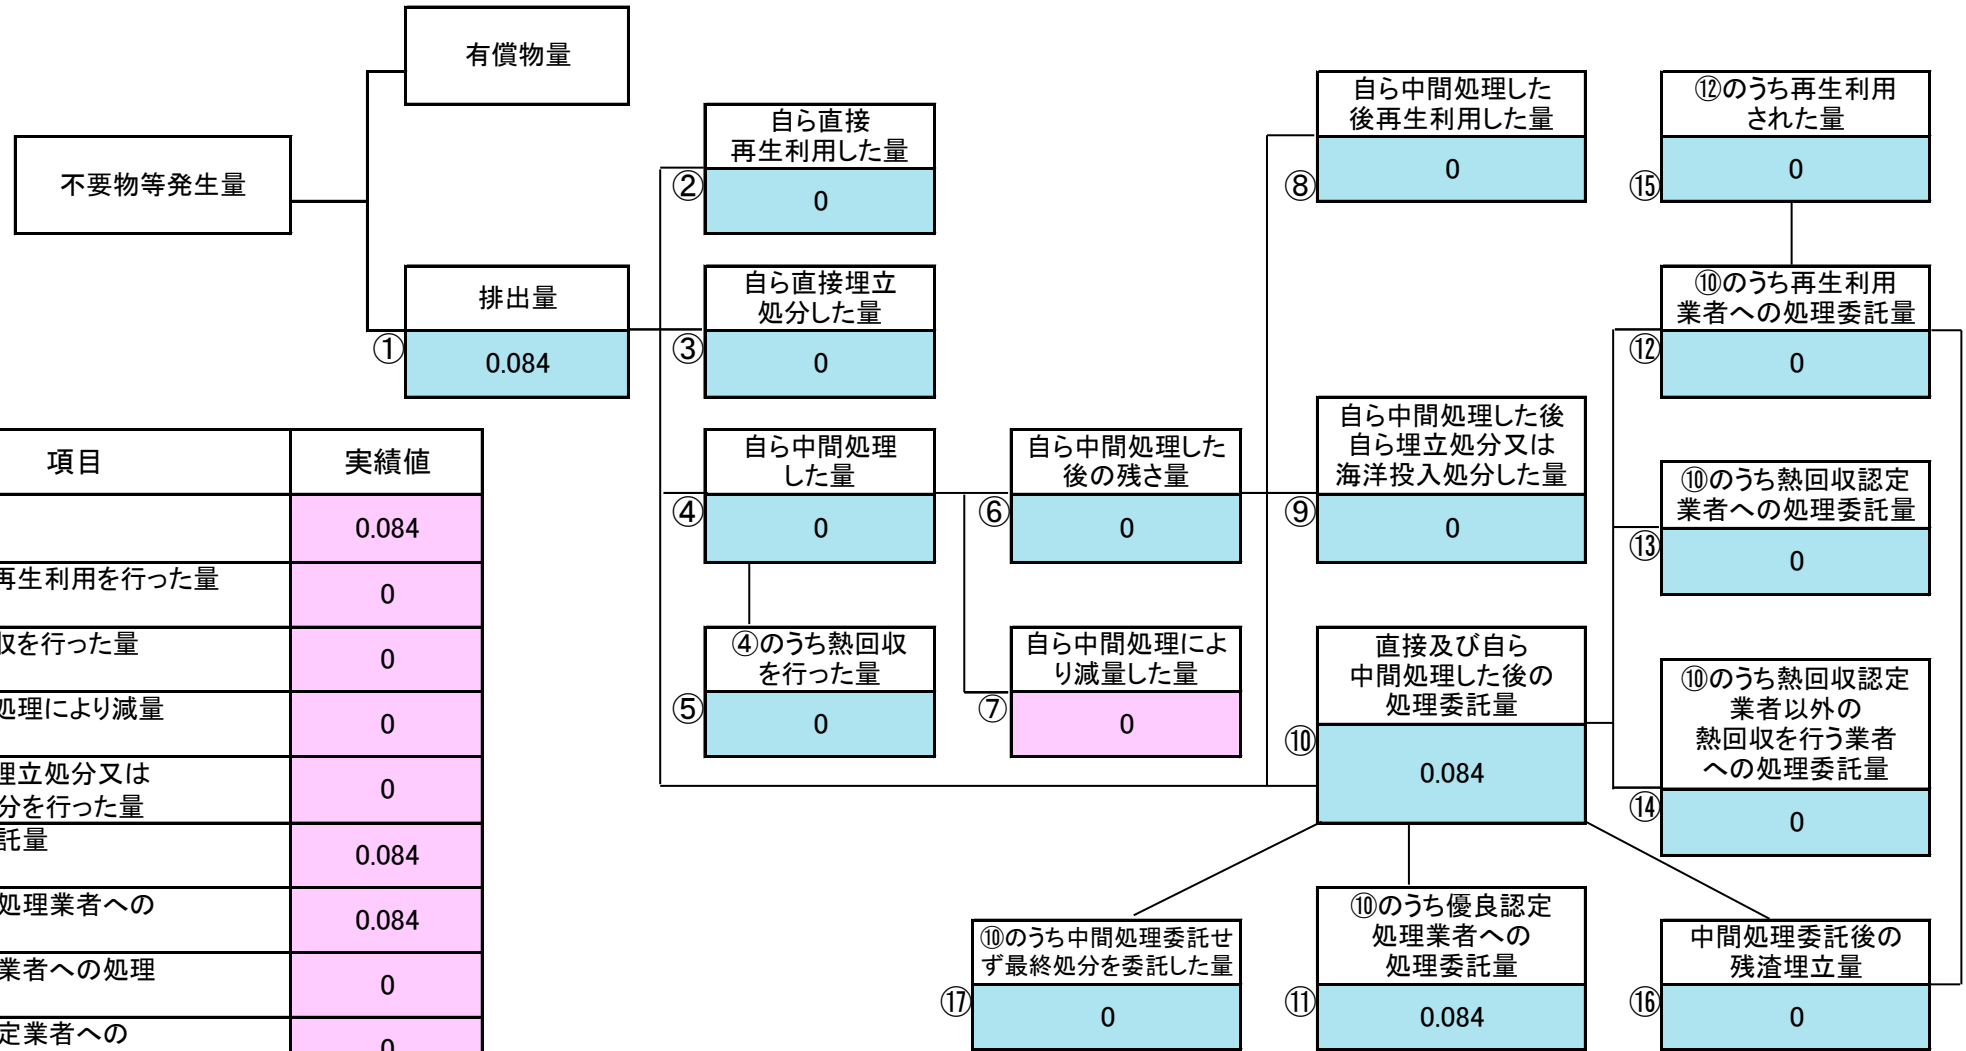 有償物量
不要物等発生量
排出量
①
0.084
自ら直接
再生利用した量
②
0
自ら直接埋立
処分した量
③
0
自ら中間処理
した量
④
0
④のうち熱回収
を行った量
⑤
0
自ら中間処理した
後の残さ量
⑥
0
自ら中間処理によ
り減量した量
⑦
0
自ら中間処理した
後再生利用した量
⑧
0
自ら中間処理した後
自ら埋立処分又は
海洋投入処分した量
⑨
0
直接及び自ら
中間処理した後の
処理委託量
⑩
0.084
⑫のうち再生利用
された量
⑮
0
⑩のうち再生利用
業者への処理委託量
⑫
0
⑩のうち熱回収認定
業者への処理委託量
⑬
0
⑩のうち熱回収認定
業者以外の
熱回収を行う業者
への処理委託量
⑭
0
⑩のうち中間処理委託せ
ず最終処分を委託した量
⑰
0
⑩のうち優良認定
処理業者への
処理委託量
⑪
0.084
中間処理委託後の
残渣埋立量
⑯
0
項目 実績値
0.084
再生利用を行った量
0
収を行った量
0
処理により減量
0
埋立処分又は
分を行った量
0
託量
0.084
処理業者への
0.084
業者への処理
0
定業者への
0